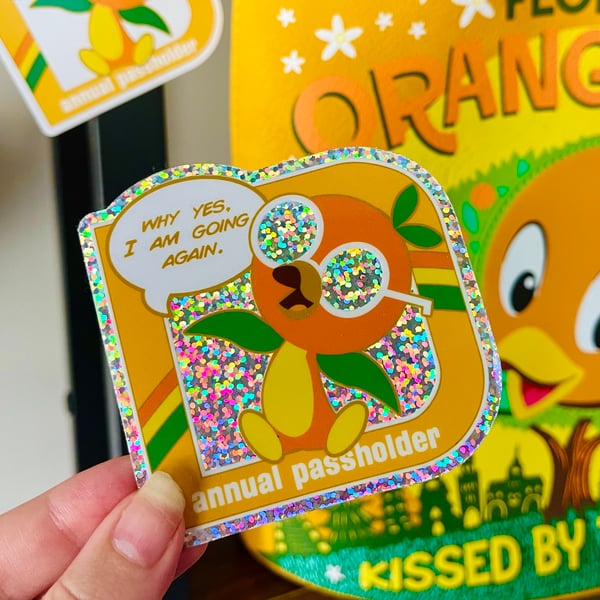 annual passholder
ORANG
WHY YES,
I AM GOING
AGAIN.
annual passholder
KISSED BY